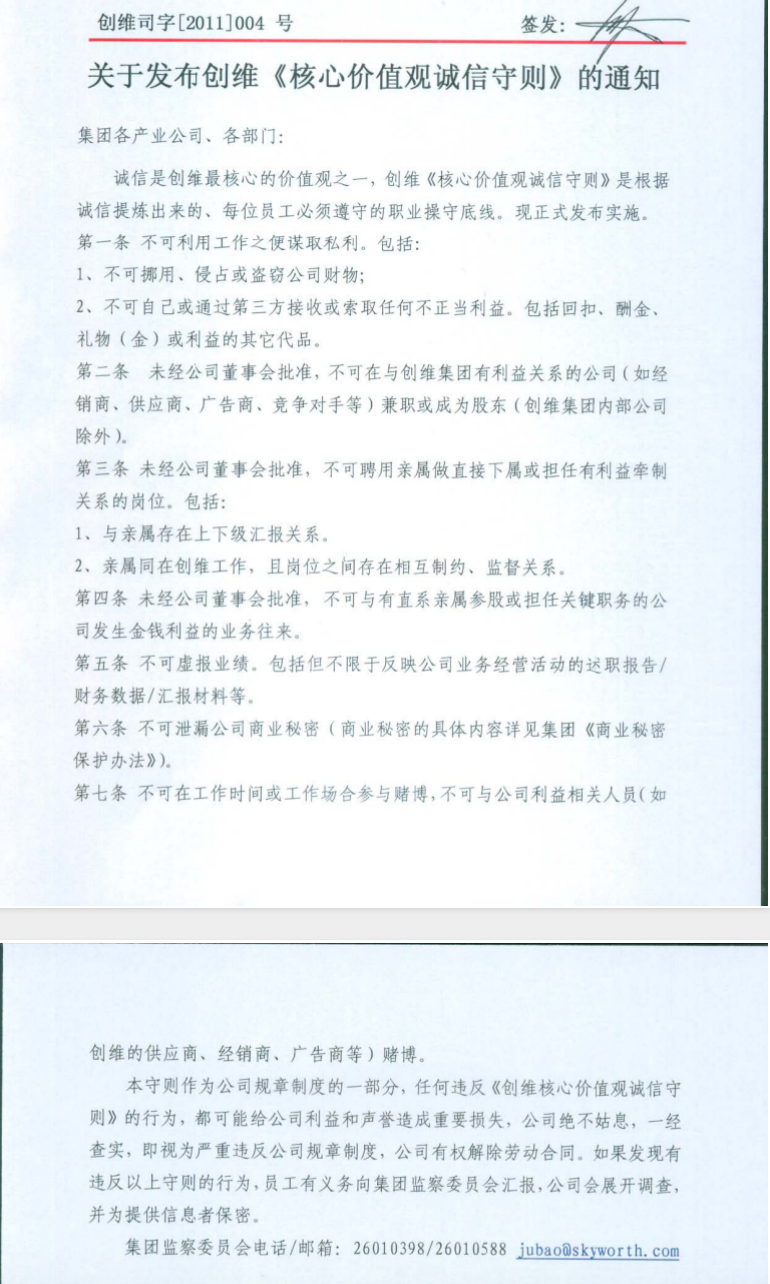 创维司字[2011]004 号 签发:
关于发布创维《核心价值观诚信守则》的通知
集团各产业公司、各部门:
诚信是创维最核心的价值观之一,创维《核心价值观诚信守则》是根据
诚信提炼出来的、每位员工必须遵守的职业操守底线。现正式发布实施。
第一条 不可利用工作之便谋取私利。包括:
1、不可挪用、侵占或盗窃公司财物;
2、不可自己或通过第三方接收或索取任何不正当利益。包括回扣、酬金、
礼物(金)或利益的其它代品。
第二条 未经公司董事会批准,不可在与创维集团有利益关系的公司(如经
销商、供应商、广告商、竞争对手等)兼职或成为股东(创维集团内部公司
除外)。
第三条 未经公司董事会批准,不可聘用亲属做直接下属或担任有利益牵制
关系的岗位。包括:
1、与亲属存在上下级汇报关系。
2、亲属同在创维工作,且岗位之间存在相互制约、监督关系。
第四条 未经公司董事会批准,不可与有直系亲属参股或担任关键职务的公
司发生金钱利益的业务往来。
第五条 不可虚报业绩。包括但不限于反映公司业务经营活动的述职报告/
财务数据/汇报材料等。
第六条 不可泄漏公司商业秘密(商业秘密的具体内容详见集团《商业秘密
保护办法》)。
第七条 不可在工作时间或工作场合参与赌博,不可与公司利益相关人员(如
创维的供应商、经销商、广告商等)赌博。
本守则作为公司规章制度的一部分,任何违反《创维核心价值观诚信守
则》的行为,都可能给公司利益和声誉造成重要损失,公司绝不姑息,一经
查实,即视为严重违反公司规章制度,公司有权解除劳动合同。如果发现有
违反以上守则的行为,员工有义务向集团监察委员会汇报,公司会展开调查,
并为提供信息者保密。
集团监察委员会电话/邮箱: 26010398/26010588 jubao@skyworth.com